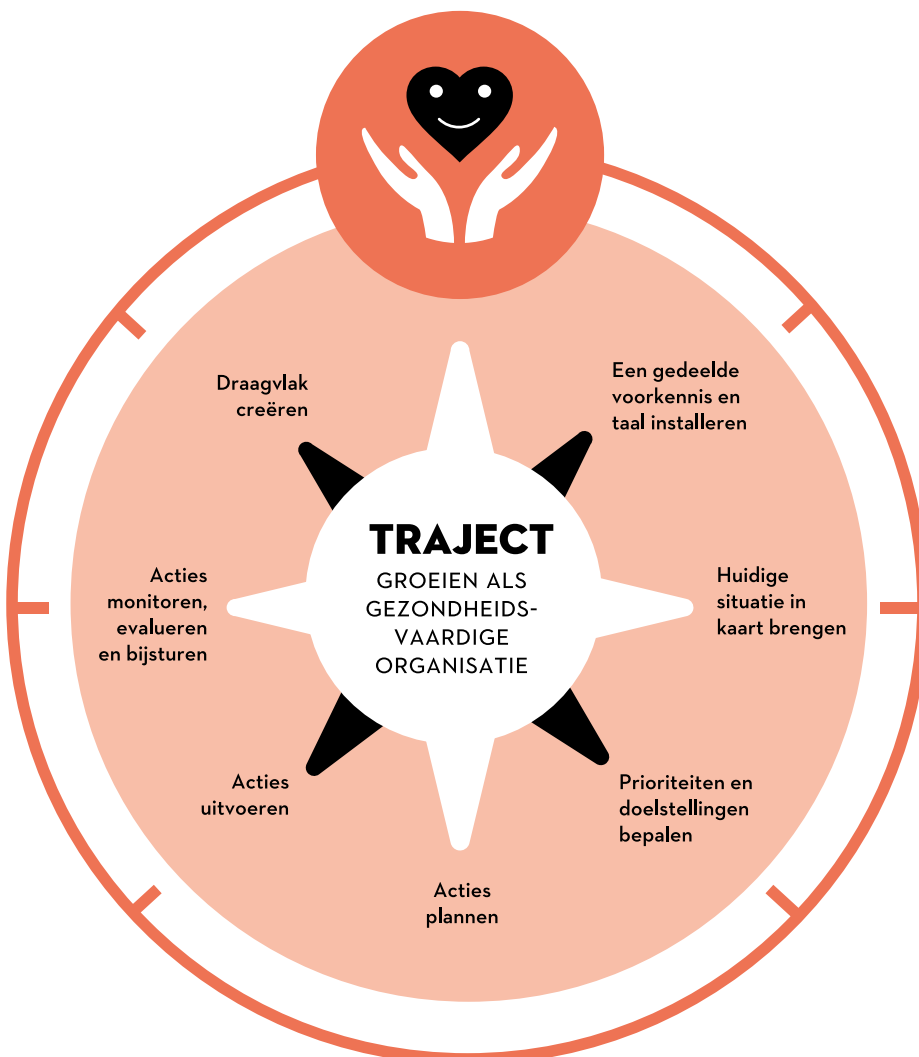 Draagvlak
creëren
Een gedeelde
voorkennis en
taal installeren
TRAJECT
GROEIEN ALS
GEZONDHEIDS-
VAARDIGE
ORGANISATIE
Acties
monitoren,
evalueren
en bijsturen
Huidige
situatie in
kaart brengen
Acties
uitvoeren
Prioriteiten en
doelstellingen
bepalen
Acties
plannen